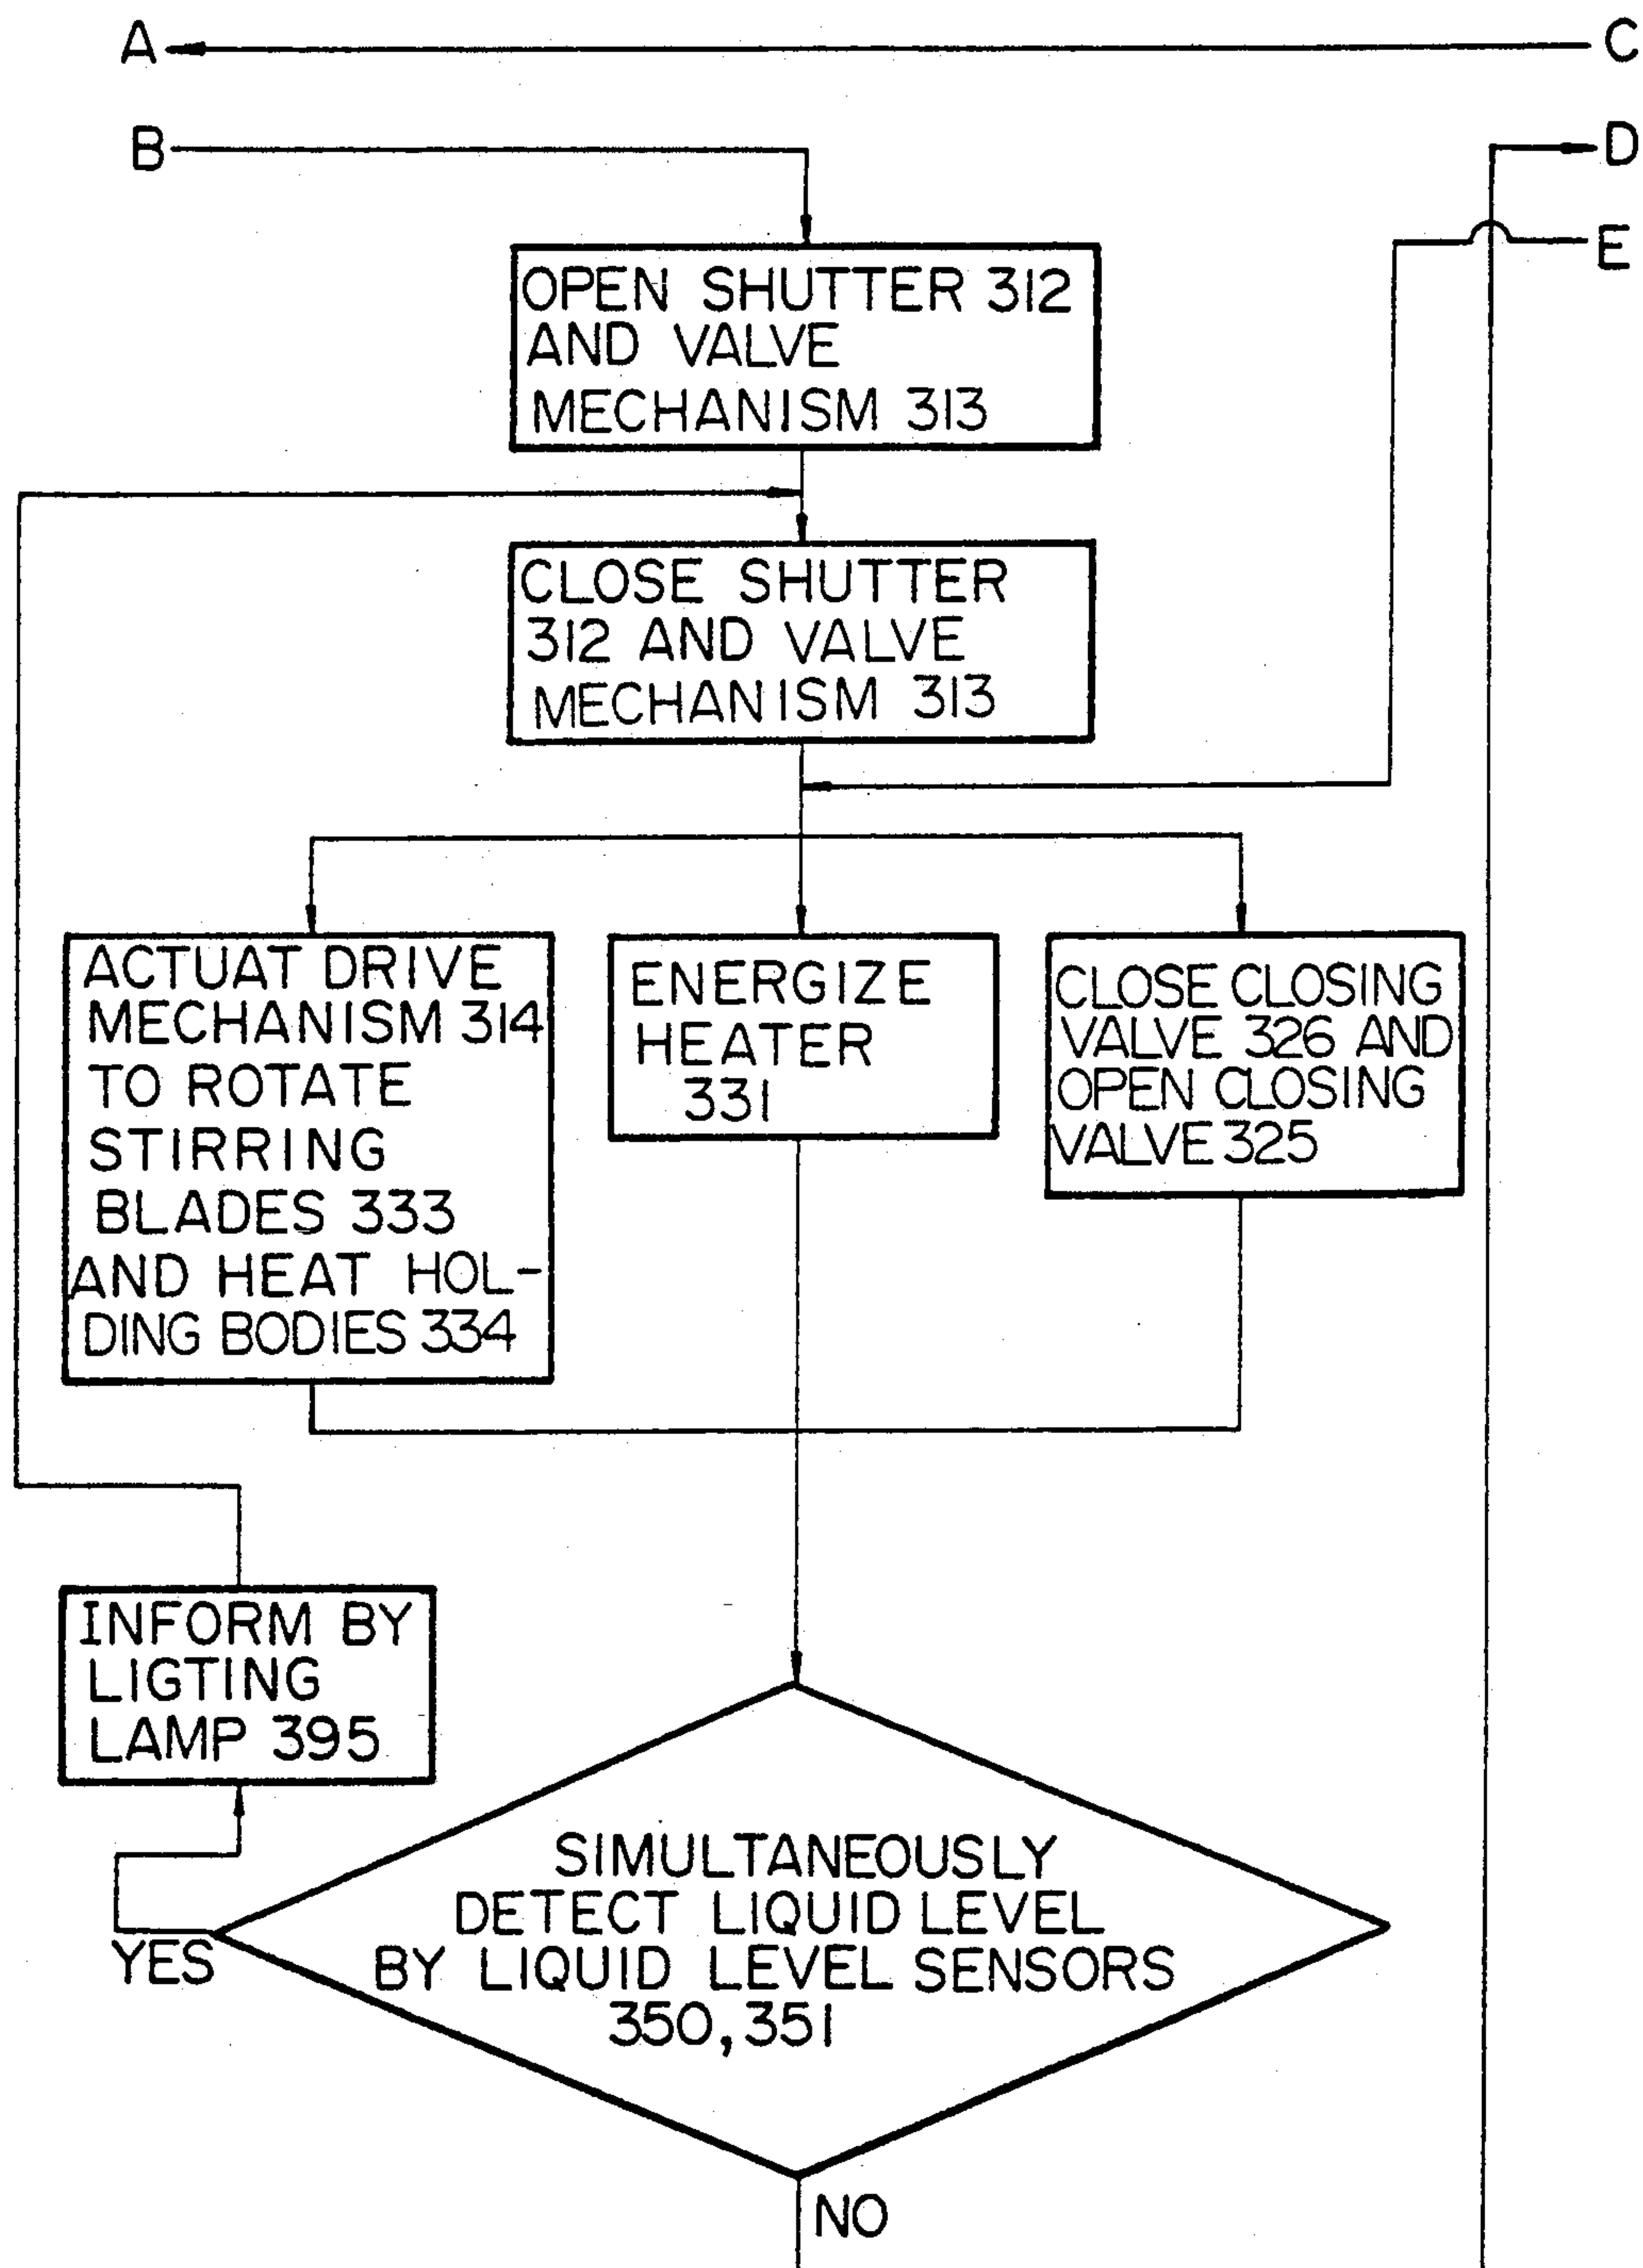 A
C
B
D
E
OPEN SHUTTER 312
AND VALVE
MECHANISM 313
CLOSE SHUTTER
312 AND VALVE
MECHANISM 313
ACTUAT DRIVE
MECHANISM 314
TO ROTATE
STIRRING
BLADES 333
AND HEAT HOL-
DING BODIES 334
ENERGIZE
HEATER
331
CLOSE CLOSING
VALVE 326 AND
OPEN CLOSING
VALVE 325
INFORM BY
LIGTING
LAMP 395
SIMULTANEOUSLY
DETECT LIQUID LEVEL
BY LIQUID LEVEL SENSORS
350, 351
YES
NO